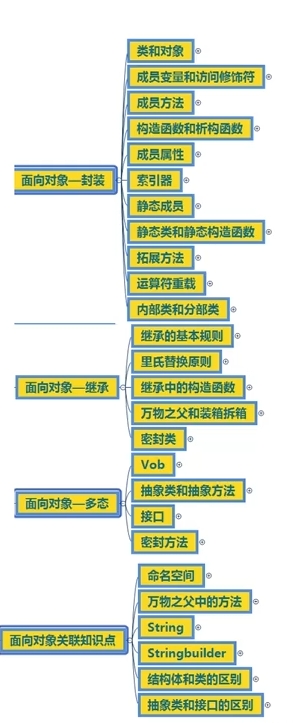 面向对象—封装
类和对象
成员变量和访问修饰符
成员方法
构造函数和析构函数
成员属性
索引器
静态成员
静态类和静态构造函数
拓展方法
运算符重载
内部类和分部类
面向对象—继承
继承的基本规则
里氏替换原则
继承中的构造函数
万物之父和装箱拆箱
密封类
面向对象—多态
Vob
抽象类和抽象方法
接口
密封方法
面向对象关联知识点
命名空间
万物之父中的方法
String
Stringbuilder
结构体和类的区别
抽象类和接口的区别